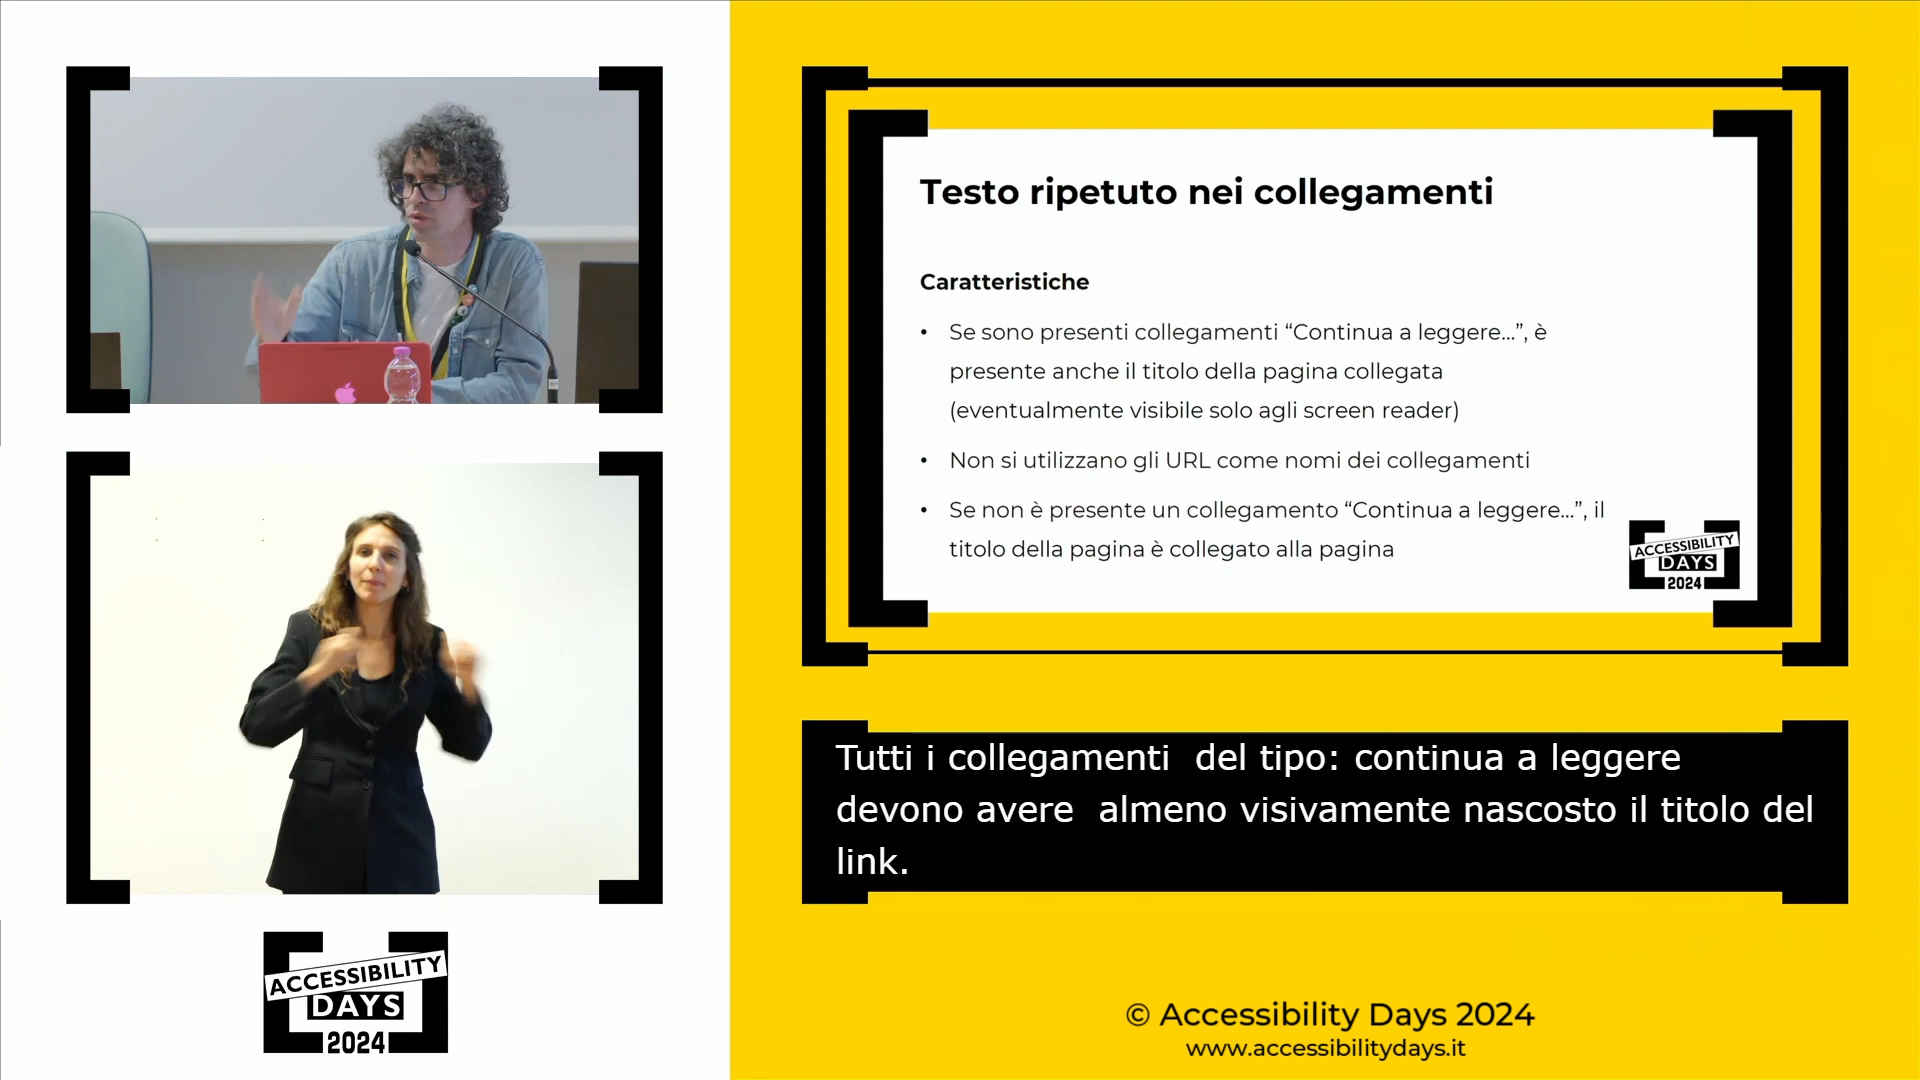 Testo ripetuto nei collegamenti
Caratteristiche
• Se sono presenti collegamenti “Continua a leggere...”, è
presente anche il titolo della pagina collegata
(eventualmente visibile solo agli screen reader)
• Non si utilizzano gli URL come nomi dei collegamenti
• Se non è presente un collegamento “Continua a leggere...”, il
titolo della pagina è collegato alla pagina
ACCESSIBILITY
DAYS
2024
Tutti i collegamenti  del tipo: continua a leggere
devono avere  almeno visivamente nascosto il titolo del
link.
ACCESSIBILITY
DAYS
2024
© Accessibility Days 2024
www.accessibilitydays.it